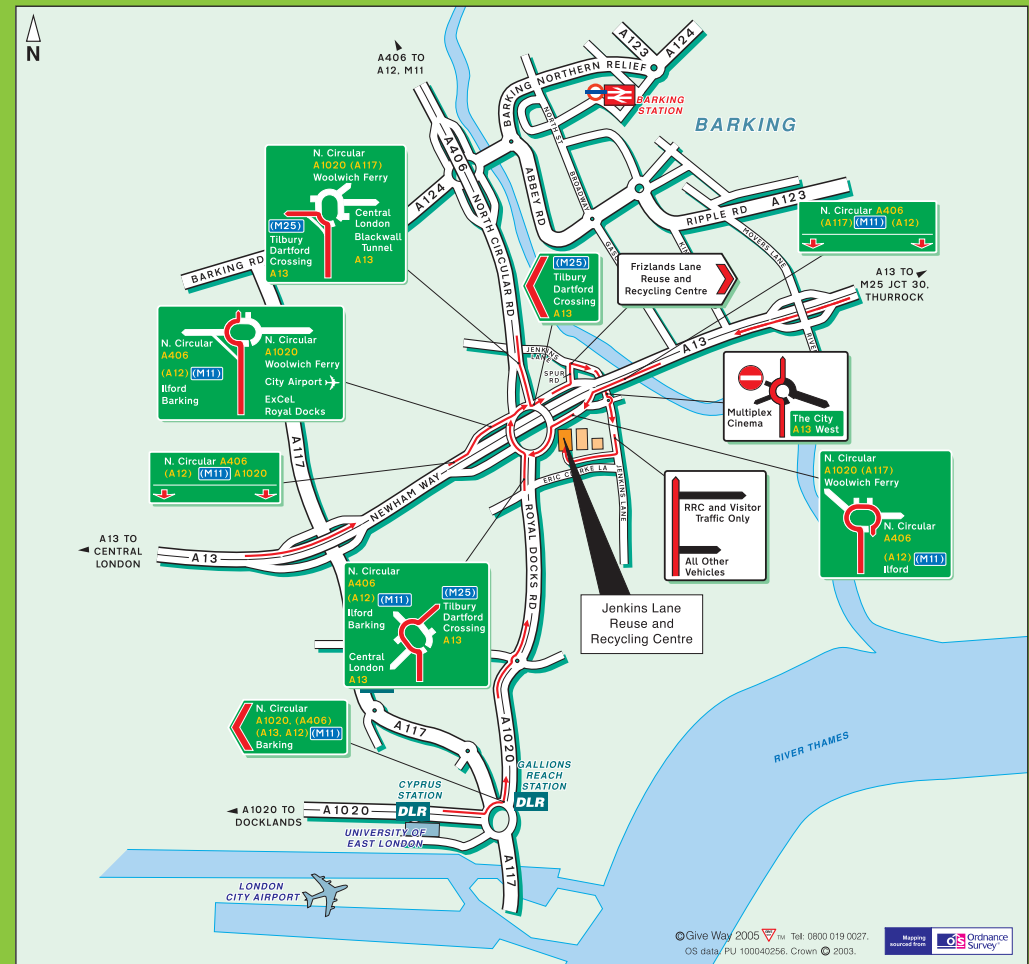 N
A406 TO
A12, M11
A123
A124
BARKING NORTHERN RELIEF
BARKING
STATION
BARKING
NORTH ST
BROADWAY
ABBEY RD
A406
NORTH CIRCULAR RD
A124
RIPPLE RD
A123
MOVERS LANE
BARKING RD
N. Circular
A1020 (A117)
Woolwich Ferry
Central
London
Blackwall
Tunnel
A13
(M25)
Tilbury
Dartford
Crossing
A13
N. Circular A406
(A117) (M11) (A12)
(M25)
Tilbury
Dartford
Crossing
A13
Frizlands Lane
Reuse and
Recycling Centre
A13 TO
M25 JCT 30,
THURROCK
N. Circular
A406
(A12) (M11)
Ilford
Barking
N. Circular
A1020
Woolwich Ferry
City Airport
ExCeL
Royal Docks
JENKINS
LANE
SPUR
RD
A13
Multiplex
Cinema
The City
A13 West
A117
N. Circular A406
(A12) (M11) A1020
NEWHAM WAY
ERIC CLARKE LA
JENKINS LANE
RRC and Visitor
Traffic Only
All Other
Vehicles
N. Circular
A1020 (A117)
Woolwich Ferry
N. Circular
A406
(A12) (M11)
Ilford
A13 TO
CENTRAL
LONDON
A13
ROYAL DOCKS RD
N. Circular
A406
(A12) (M11)
Ilford
Barking
(M25)
Tilbury
Dartford
Crossing
A13
Central
London
A13
Jenkins Lane
Reuse and
Recycling Centre
N. Circular
A1020, (A406)
(A13, A12) (M11)
Barking
A117
A1020
GALLIONS
REACH
STATION
DLR
CYPRUS
STATION
DLR
A1020 TO
DOCKLANDS
A1020
UNIVERSITY OF
EAST LONDON
A117
RIVER THAMES
LONDON
CITY AIRPORT
© Give Way 2005 TM Tell: 0800 019 0027.
OS data. PU 100040256. Crown © 2003.
Mapping
sourced from
OS Ordnance
Survey